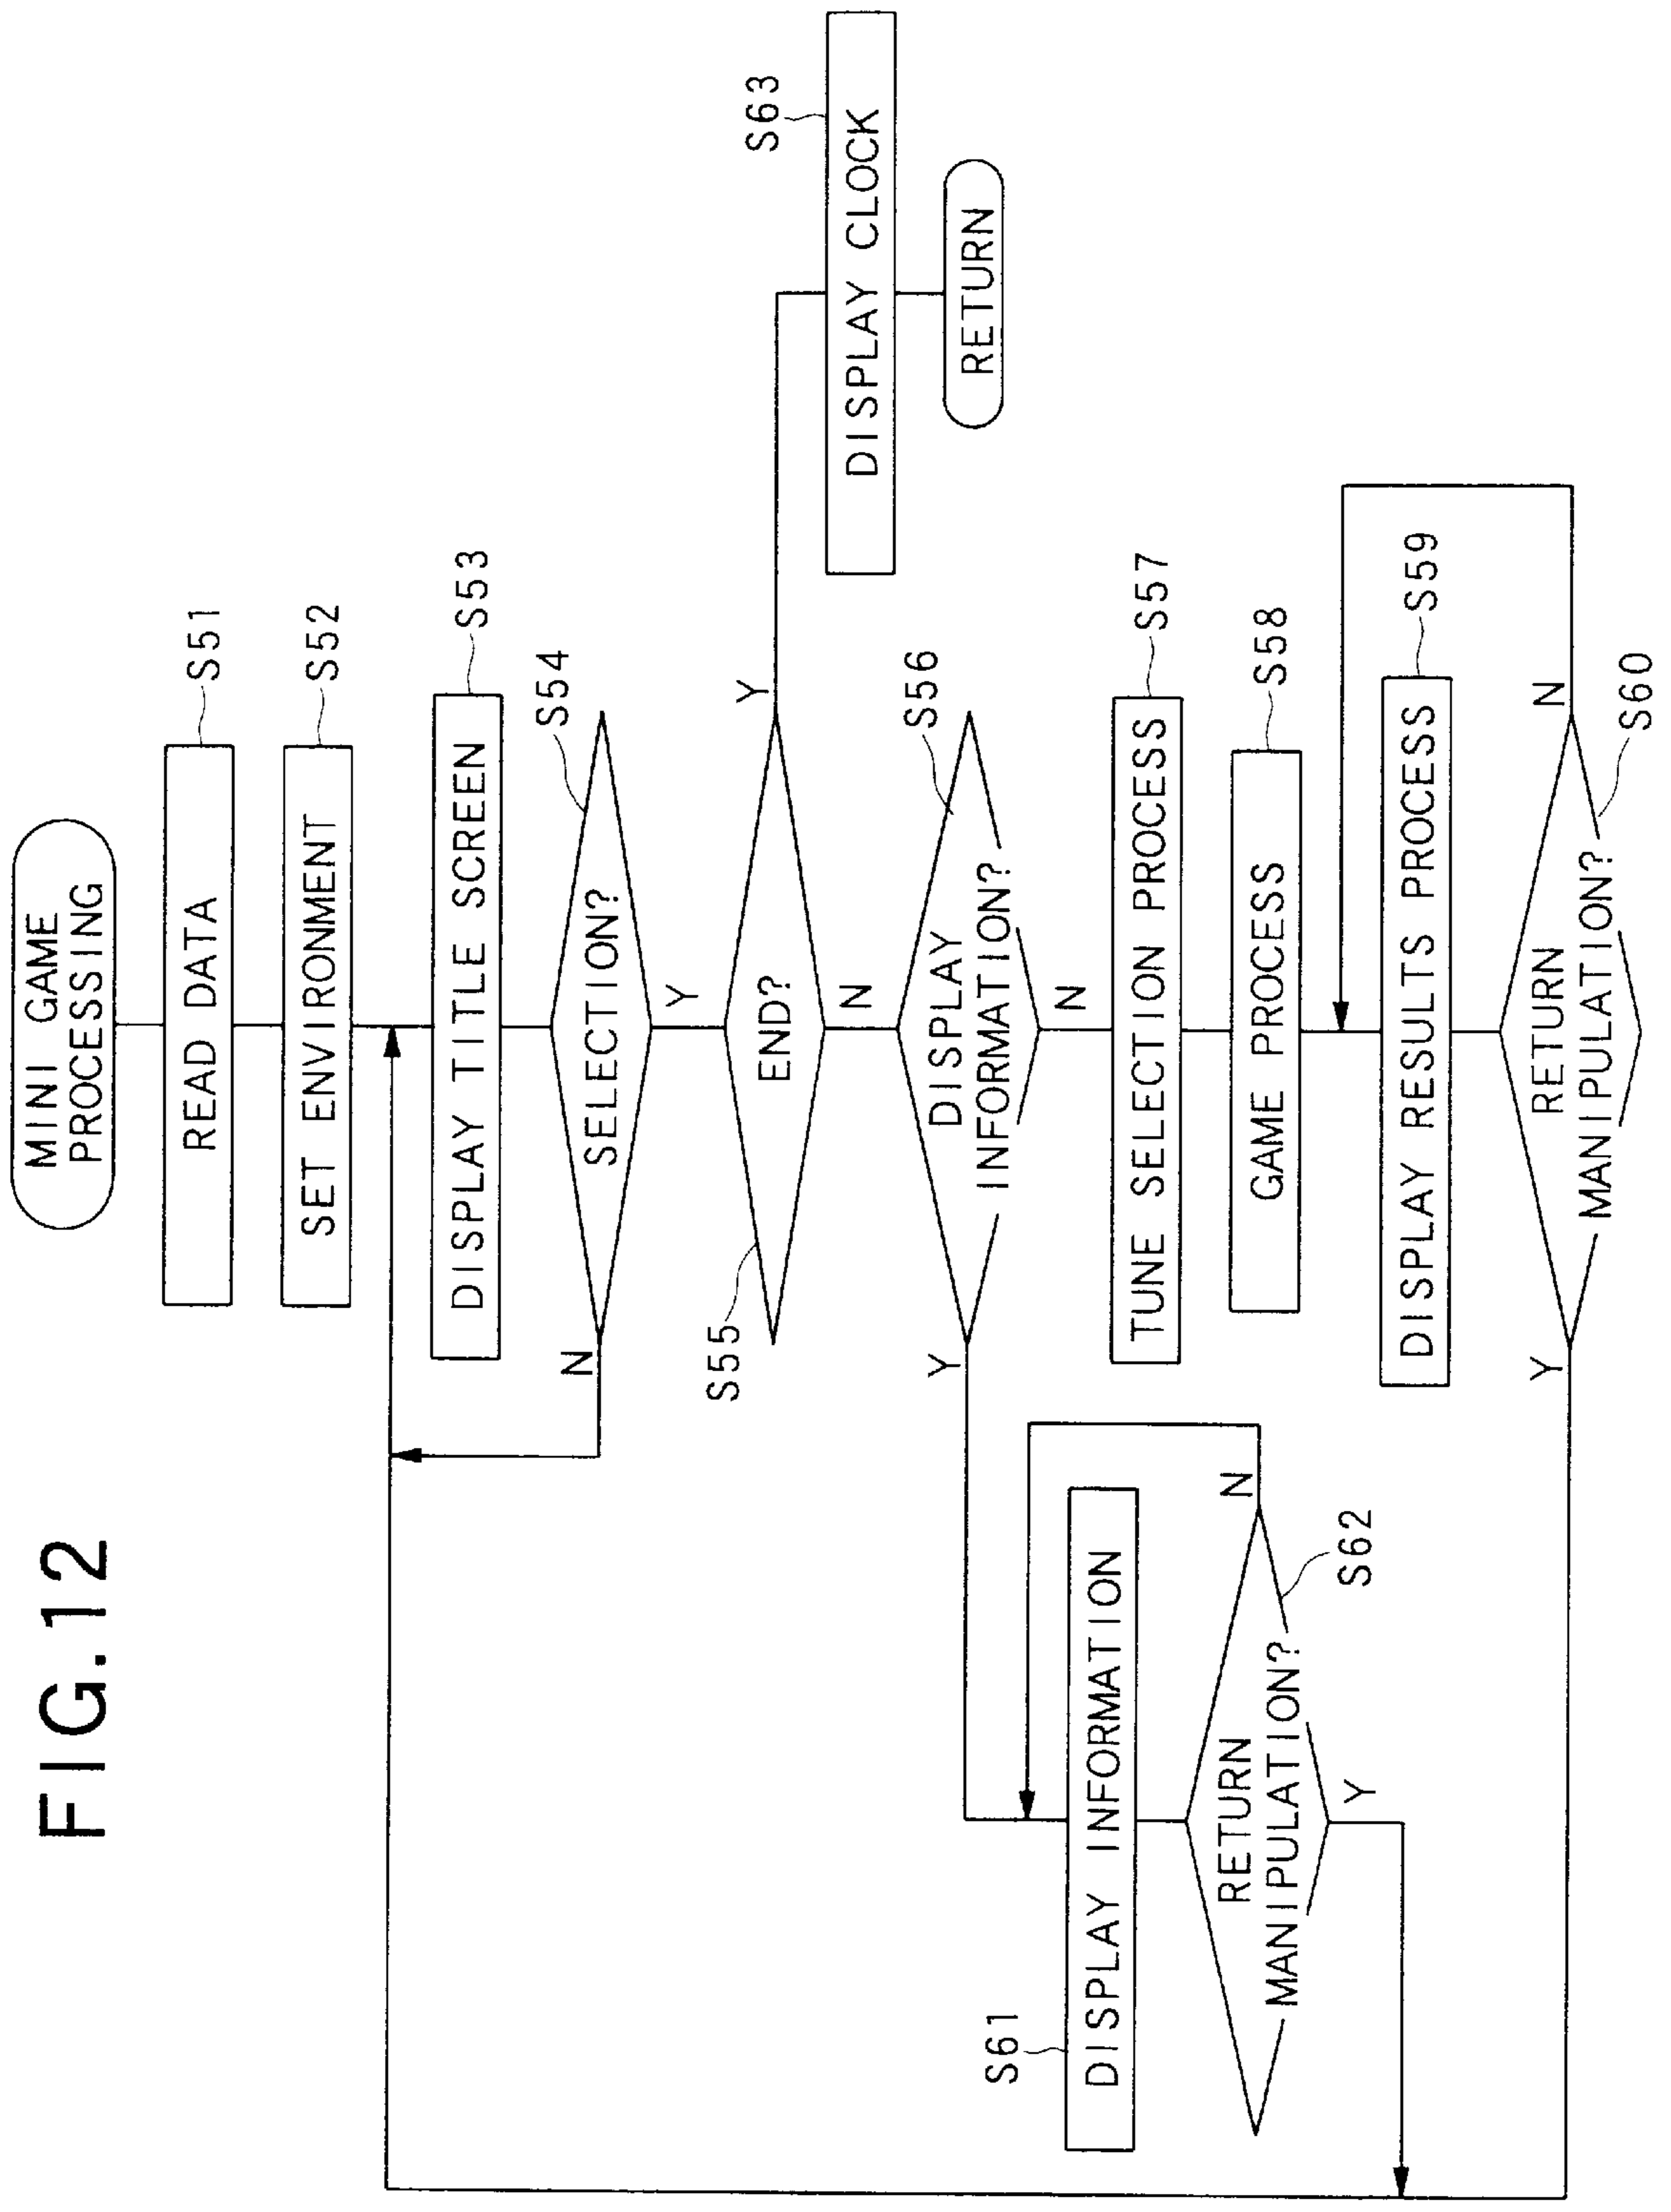 FIG.12
MINI GAME
PROCESSING
READ DATA
S51
SET ENVIRONMENT
S52
DISPLAY TITLE SCREEN
S53
SELECTION?
S54
N
Y
END?
S55
Y
N
DISPLAY CLOCK
S63
RETURN
DISPLAY
INFORMATION?
S56
Y
N
TUNE SELECTION PROCESS
S57
GAME PROCESS
S58
DISPLAY RESULTS PROCESS
S59
RETURN
MANIPULATION?
S60
Y
N
S61
DISPLAY INFORMATION
RETURN
MANIPULATION?
S62
N
Y